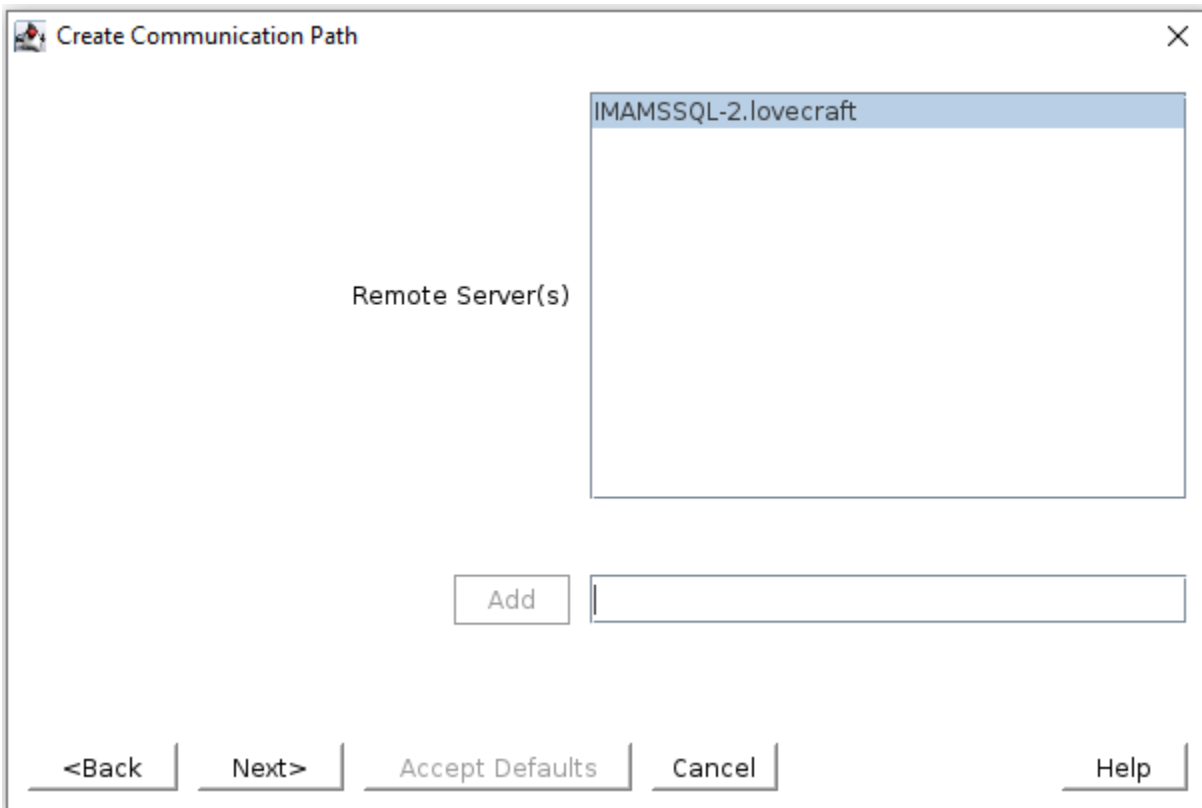 Create Communication Path
IMAMSSQL-2.lovecraft
Remote Server(s)
Add
<Back Next> Accept Defaults Cancel Help